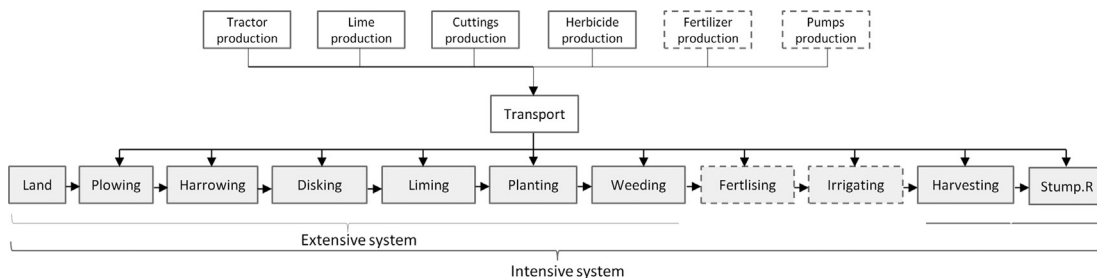 Tractor
production
Lime
production
Cuttings
production
Herbicide
production
Fertilizer
production
Pumps
production
Transport
Land
Plowing
Harrowing
Disking
Liming
Planting
Weeding
Fertlising
Irrigating
Harvesting
Stump.R
Extensive system
Intensive system